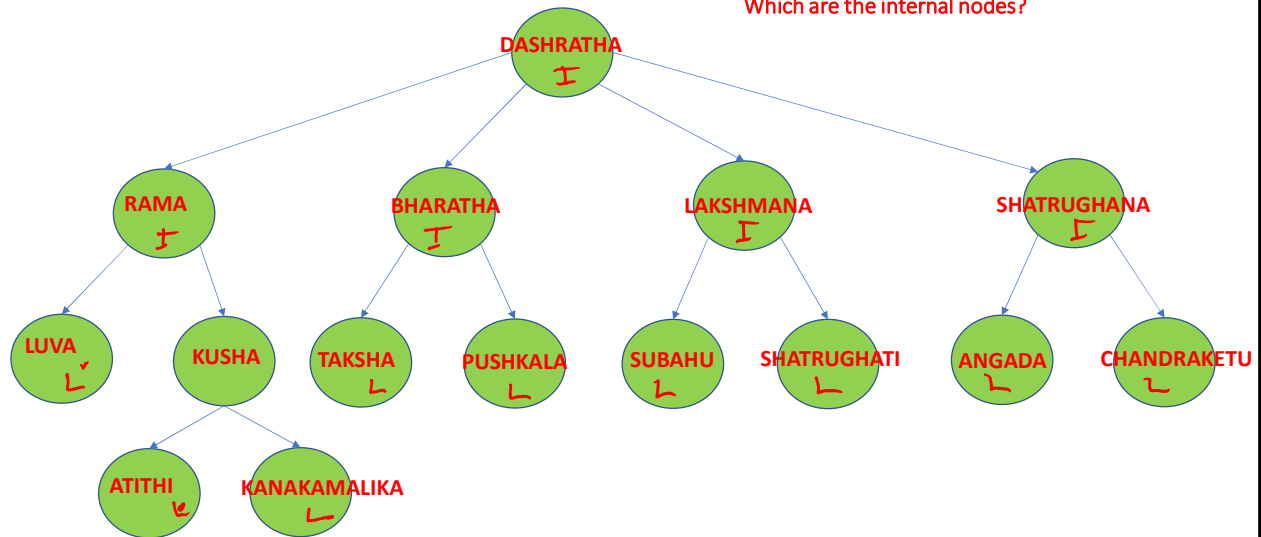 Which are the internal nodes?
DASHRATHA
I
RAMA
I
BHARATHA
I
LAKSHMANA
I
SHATRUGHANA
I
LUVA
L
KUSHA
TAKSHA
L
PUSHKALA
L
SUBAHU
L
SHATRUGHATI
L
ANGADA
L
CHANDRAKETU
L
ATITHI
L
KANAKAMALIKA
L